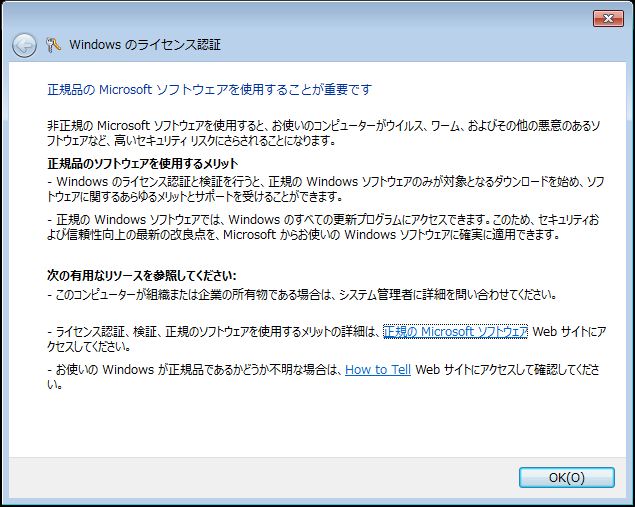 Windows のライセンス認証
正規品の Microsoft ソフトウェアを使用することが重要です
非正規の Microsoft ソフトウェアを使用すると、お使いのコンピューターがウイルス、ワーム、およびその他の悪意のあるソ
フトウェアなど、高いセキュリティ リスクにさらされることになります。
正規品のソフトウェアを使用するメリット
- Windows のライセンス認証と検証を行うと、正規の Windows ソフトウェアのみが対象となるダウンロードを始め、ソフ
トウェアに関するあらゆるメリットとサポートを受けることができます。
- 正規の Windows ソフトウェアでは、Windows のすべての更新プログラムにアクセスできます。このため、セキュリティお
よび信頼性向上の最新の改良点を、Microsoft からお使いの Windows ソフトウェアに確実に適用できます。
次の有用なリソースを参照してください:
- このコンピューターが組織または企業の所有物である場合は、システム管理者に詳細を問い合わせてください。
- ライセンス認証、検証、正規のソフトウェアを使用するメリットの詳細は、正規の Microsoft ソフトウェア Web サイトにア
クセスしてください。
- お使いの Windows が正規品であるかどうか不明な場合は、How to Tell Web サイトにアクセスして確認してくださ
い。
OK(O)